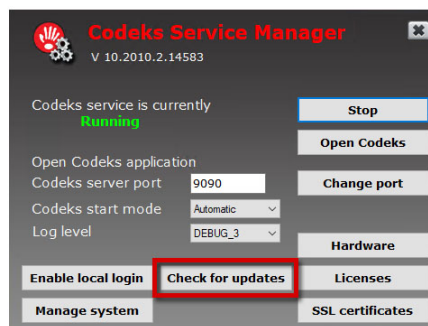 Codeks Service Manager
V 10.2010.2.14583
Codeks service is currently
Running
Stop
Open Codeks
Open Codeks application
Codeks server port 9090
Change port
Codeks start mode Automatic
Log level DEBUG_3
Hardware
Enable local login Check for updates Licenses
Manage system SSL certificates